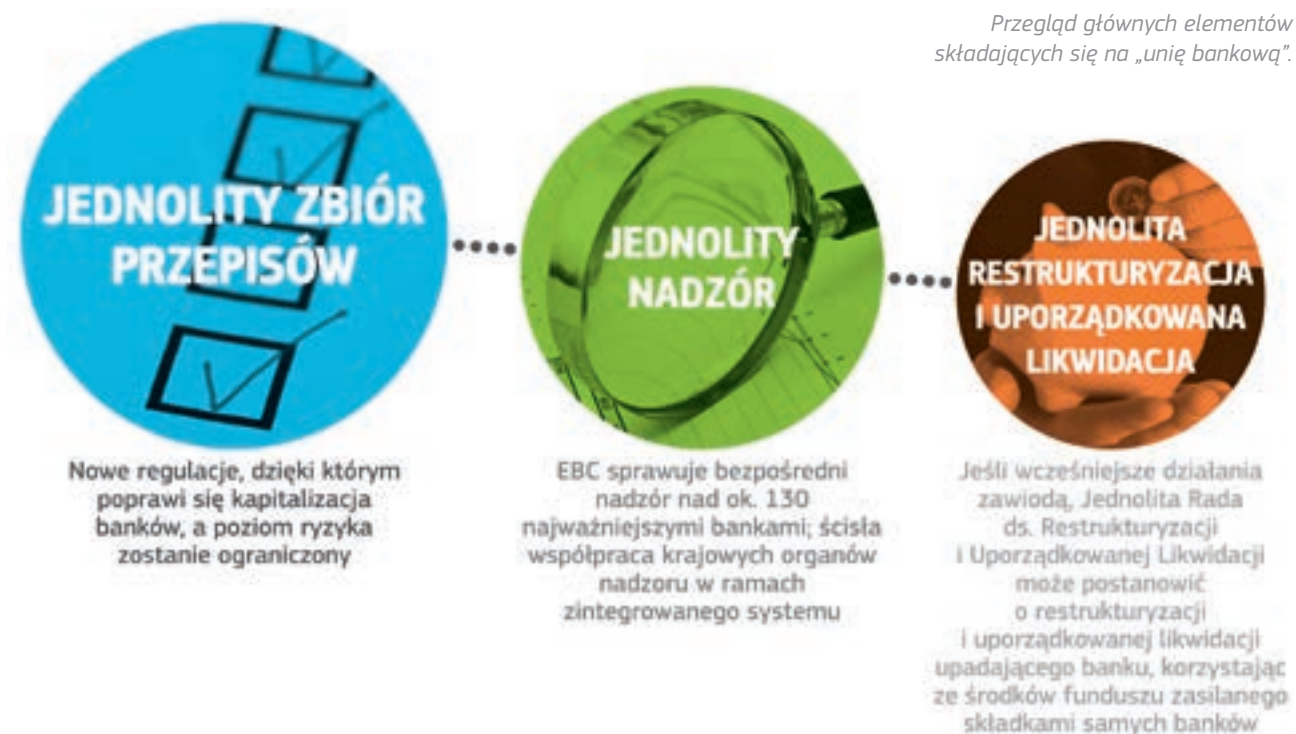 Przegląd głównych elementów
składających się na „unię bankową”.
JEDNOLITY ZBIÓR
PRZEPISÓW
Nowe regulacje, dzięki którym
poprawi się kapitalizacja
banków, a poziom ryzyka
zostanie ograniczony
JEDNOLITY
NADZÓR
EBC sprawuje bezpośredni
nadzór nad ok. 130
najważniejszymi bankami; ścisła
współpraca krajowych organów
nadzoru w ramach
zintegrowanego systemu
JEDNOLITA
RESTRUKTURYZACJA
I UPORZĄDKOWANA
LIKWIDACJA
Jeśli wcześniejsze działania
zawiodą, Jednolita Rada
ds. Restrukturyzacji
i Uporządkowanej Likwidacji
może postanowić
o restrukturyzacji
i uporządkowanej likwidacji
upadającego banku, korzystając
ze środków funduszu zasilanego
składkami samych banków